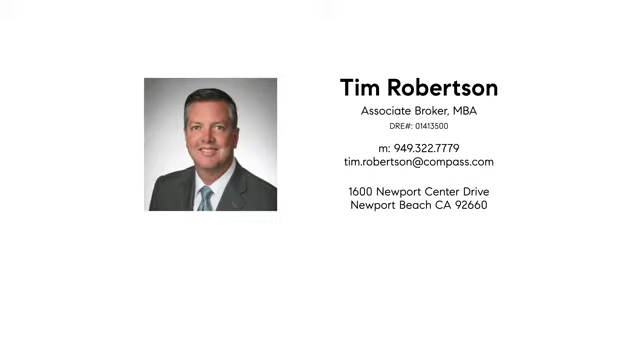 Tim Robertson
Associate Broker, MBA
DRE#: 01413500
m: 949.322.7779
tim.robertson@compass.com
1600 Newport Center Drive
Newport Beach CA 92660